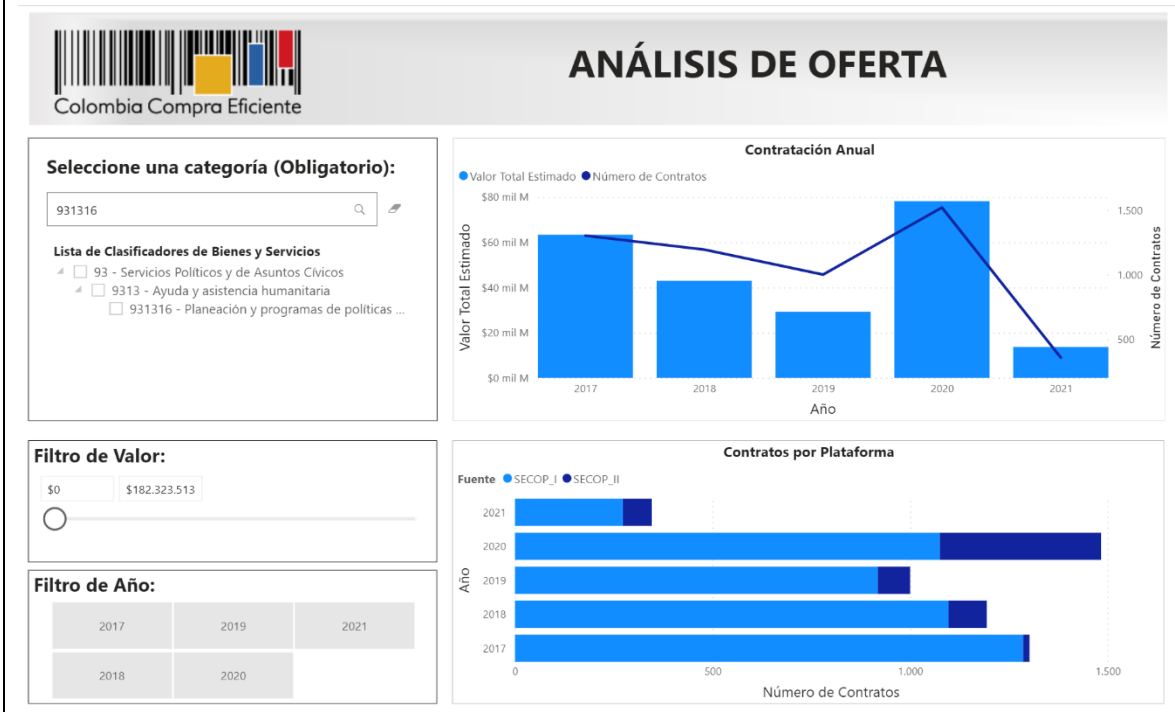 Colombia Compra Eficiente
ANÁLISIS DE OFERTA
Seleccione una categoría (Obligatorio):
931316
Lista de Clasificadores de Bienes y Servicios
93 - Servicios Políticos y de Asuntos Cívicos
9313 - Ayuda y asistencia humanitaria
931316 - Planeación y programas de políticas ...
Filtro de Valor:
$0 $182.323.513
Filtro de Año:
2017 2019 2021
2018 2020
Contratación Anual
Valor Total Estimado Número de Contratos
Valor Total Estimado
$80 mil M
$60 mil M
$40 mil M
$20 mil M
$0 mil M
1.500
1.000
500
Número de Contratos
2017 2018 2019 2020 2021
Año
Contratos por Plataforma
Fuente SECOP_I SECOP_II
Año
2021
2020
2019
2018
2017
0 500 1.000 1.500
Número de Contratos